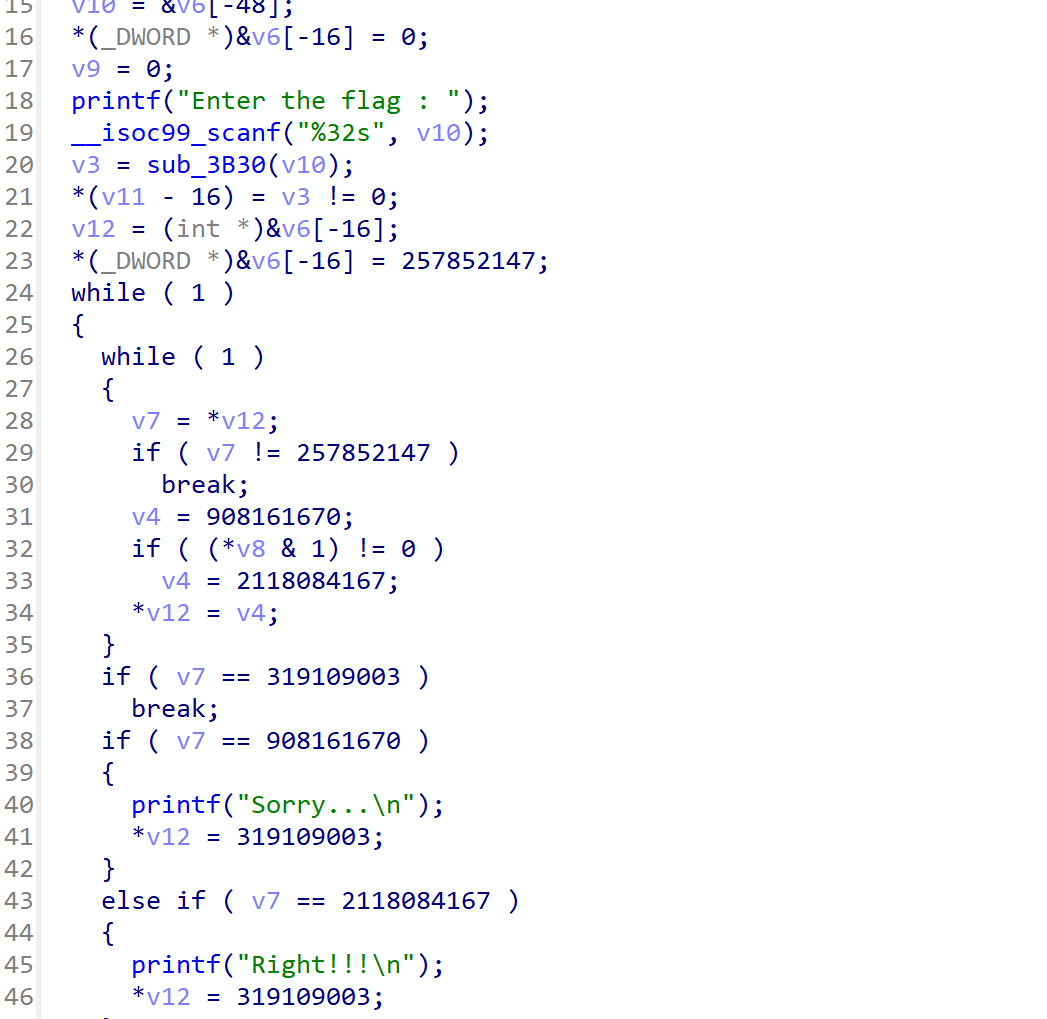 15 v10 = &v6[-48];
16 *(_DWORD *)&v6[-16] = 0;
17 v9 = 0;
18 printf("Enter the flag : ");
19 __isoc99_scanf("%32s", v10);
20 v3 = sub_3B30(v10);
21 *(v11 - 16) = v3 != 0;
22 v12 = (int *)&v6[-16];
23 *(_DWORD *)&v6[-16] = 257852147;
24 while ( 1 )
25 {
26 while ( 1 )
27 {
28 v7 = *v12;
29 if ( v7 != 257852147 )
30 break;
31 v4 = 908161670;
32 if ( (*v8 & 1) != 0 )
33 v4 = 2118084167;
34 *v12 = v4;
35 }
36 if ( v7 == 319109003 )
37 break;
38 if ( v7 == 908161670 )
39 {
40 printf("Sorry...\n");
41 *v12 = 319109003;
42 }
43 else if ( v7 == 2118084167 )
44 {
45 printf("Right!!!\n");
46 *v12 = 319109003;